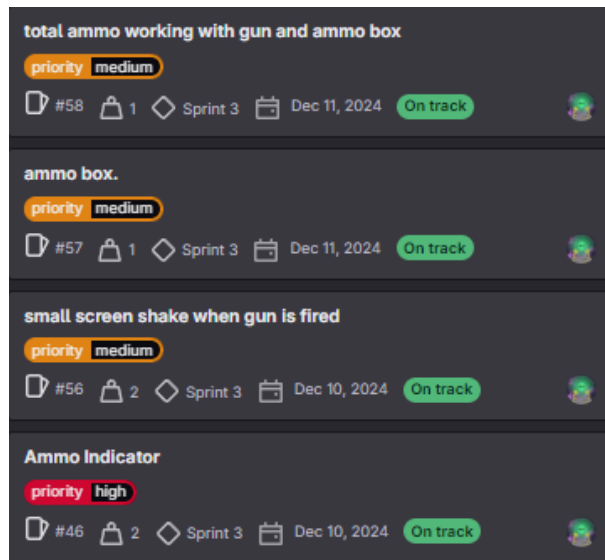 total ammo working with gun and ammo box
priority medium
#58 1 Sprint 3 Dec 11, 2024 On track
ammo box.
priority medium
#57 1 Sprint 3 Dec 11, 2024 On track
small screen shake when gun is fired
priority medium
#56 2 Sprint 3 Dec 10, 2024 On track
Ammo Indicator
priority high
#46 2 Sprint 3 Dec 10, 2024 On track